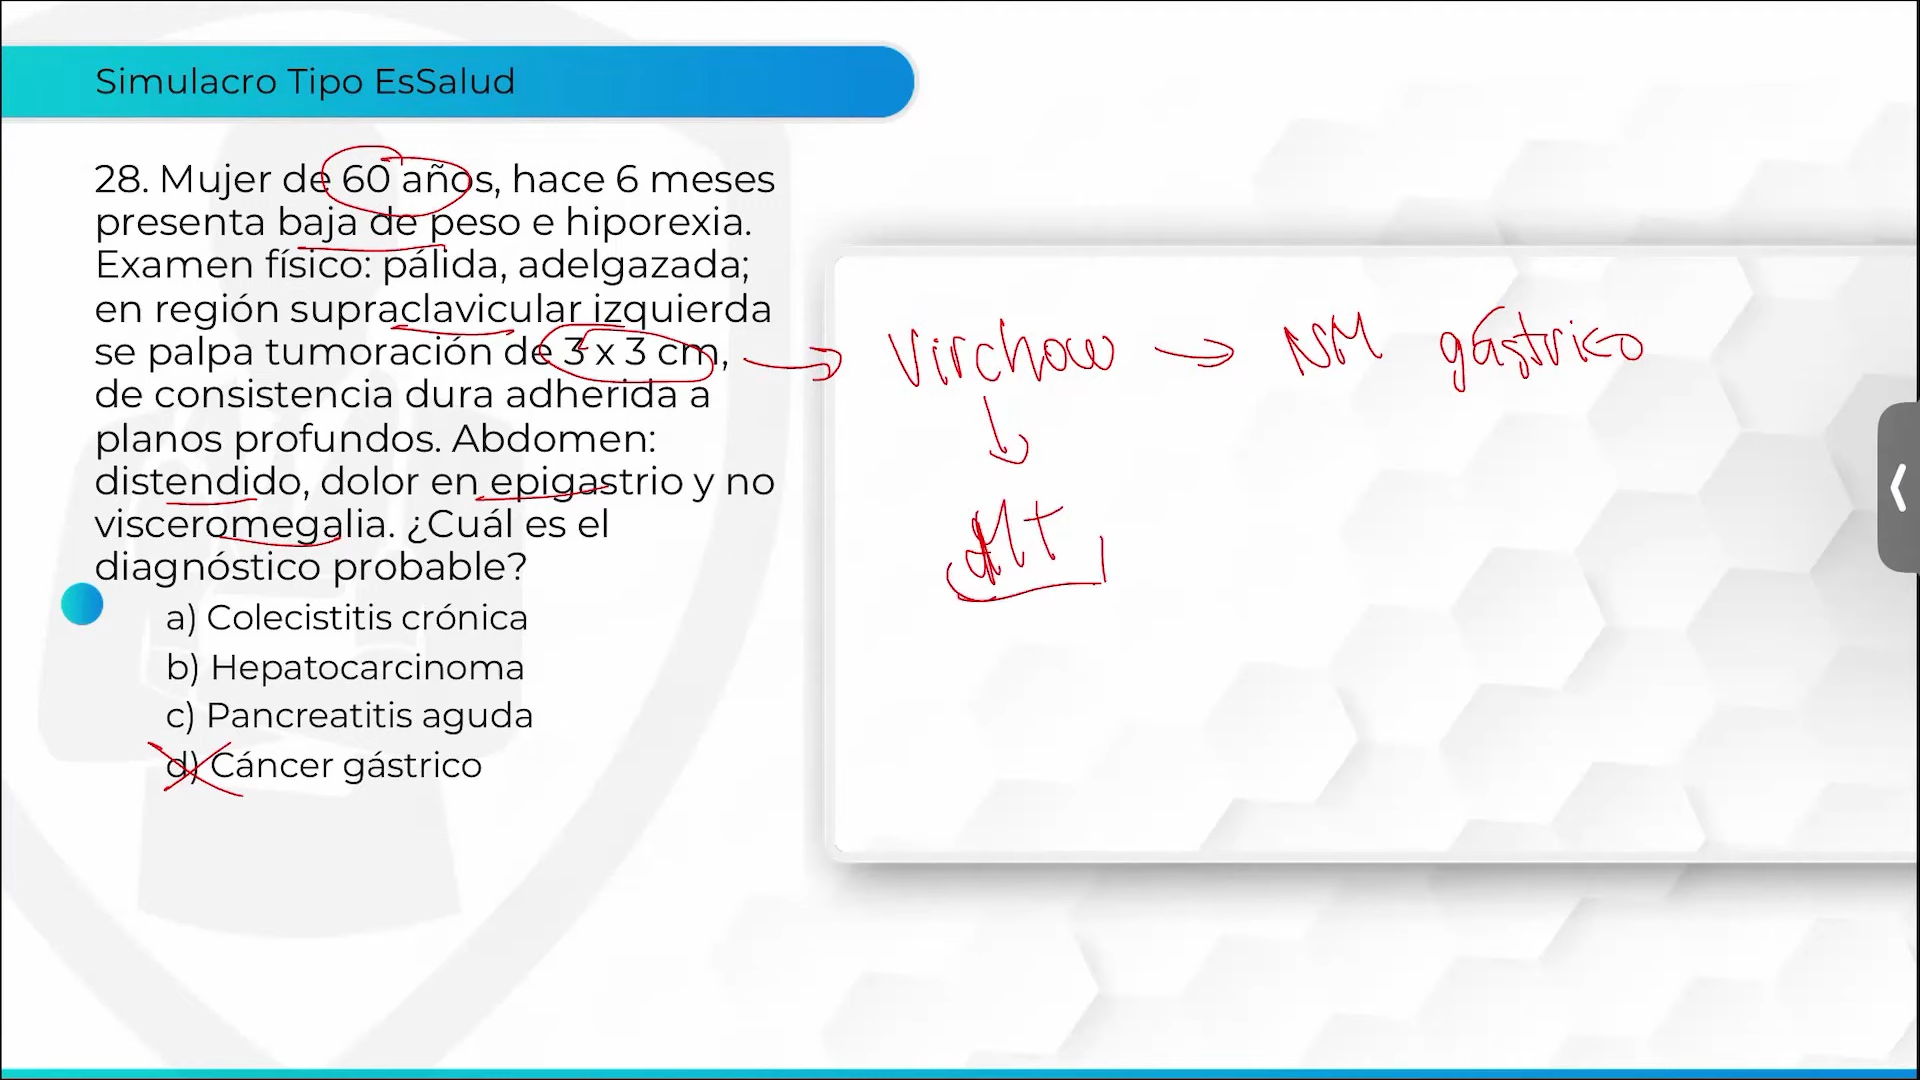 Simulacro Tipo EsSalud
28. Mujer de 60 años, hace 6 meses
presenta baja de peso e hiporexia.
Examen físico: pálida, adelgazada;
en región supraclavicular izquierda
se palpa tumoración de 3 x 3 cm,
de consistencia dura adherida a
planos profundos. Abdomen:
distendido, dolor en epigastrio y no
visceromegalia. ¿Cuál es el
diagnóstico probable?
a) Colecistitis crónica
b) Hepatocarcinoma
c) Pancreatitis aguda
d) Cáncer gástrico
Virchow → NM gástrico